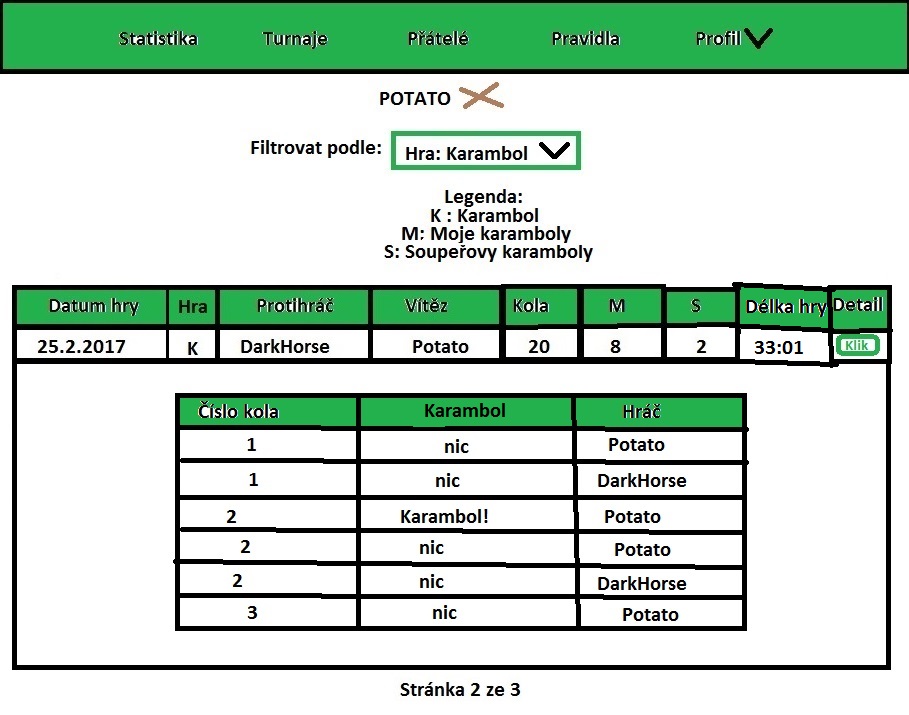 Statistika Turnaje Přátelé Pravidla Profil
POTATO
Filtrovat podle: Hra: Karambol
Legenda:
K : Karambol
M: Moje karamboly
S: Soupeřovy karamboly
Datum hry Hra Protihráč Vítěz Kola M S Délka hry Detail
25.2.2017 K DarkHorse Potato 20 8 2 33:01 Klik
Číslo kola Karambol Hráč
1 nic Potato
1 nic DarkHorse
2 Karambol! Potato
2 nic Potato
2 nic DarkHorse
3 nic Potato
Stránka 2 ze 3